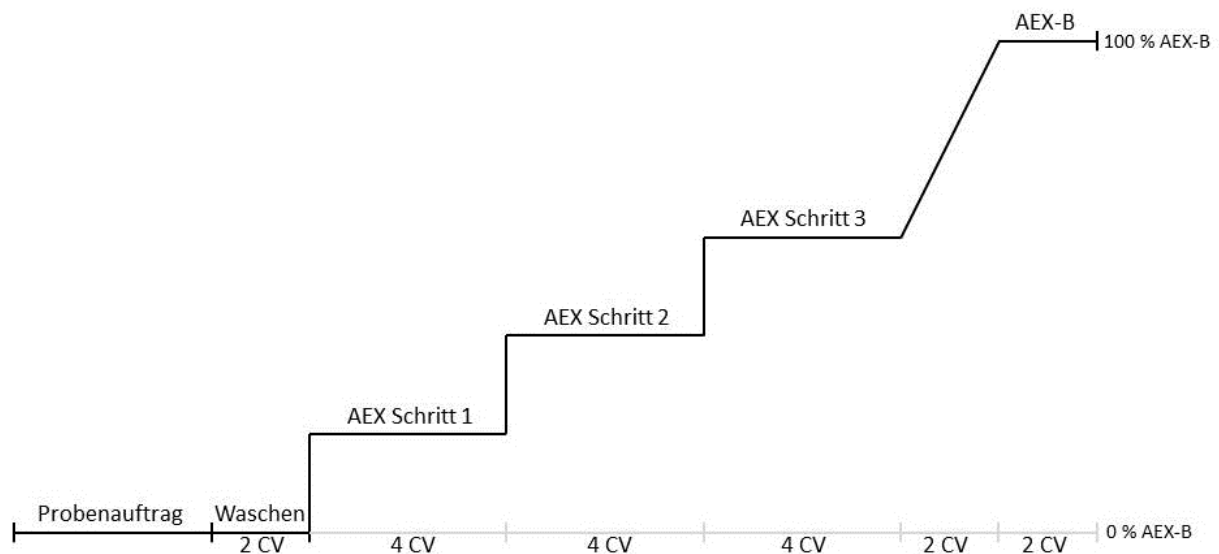 AEX-B
100 % AEX-B
AEX Schritt 3
AEX Schritt 2
AEX Schritt 1
Probenauftrag Waschen
0 % AEX-B
2 CV 4 CV 4 CV 4 CV 2 CV 2 CV